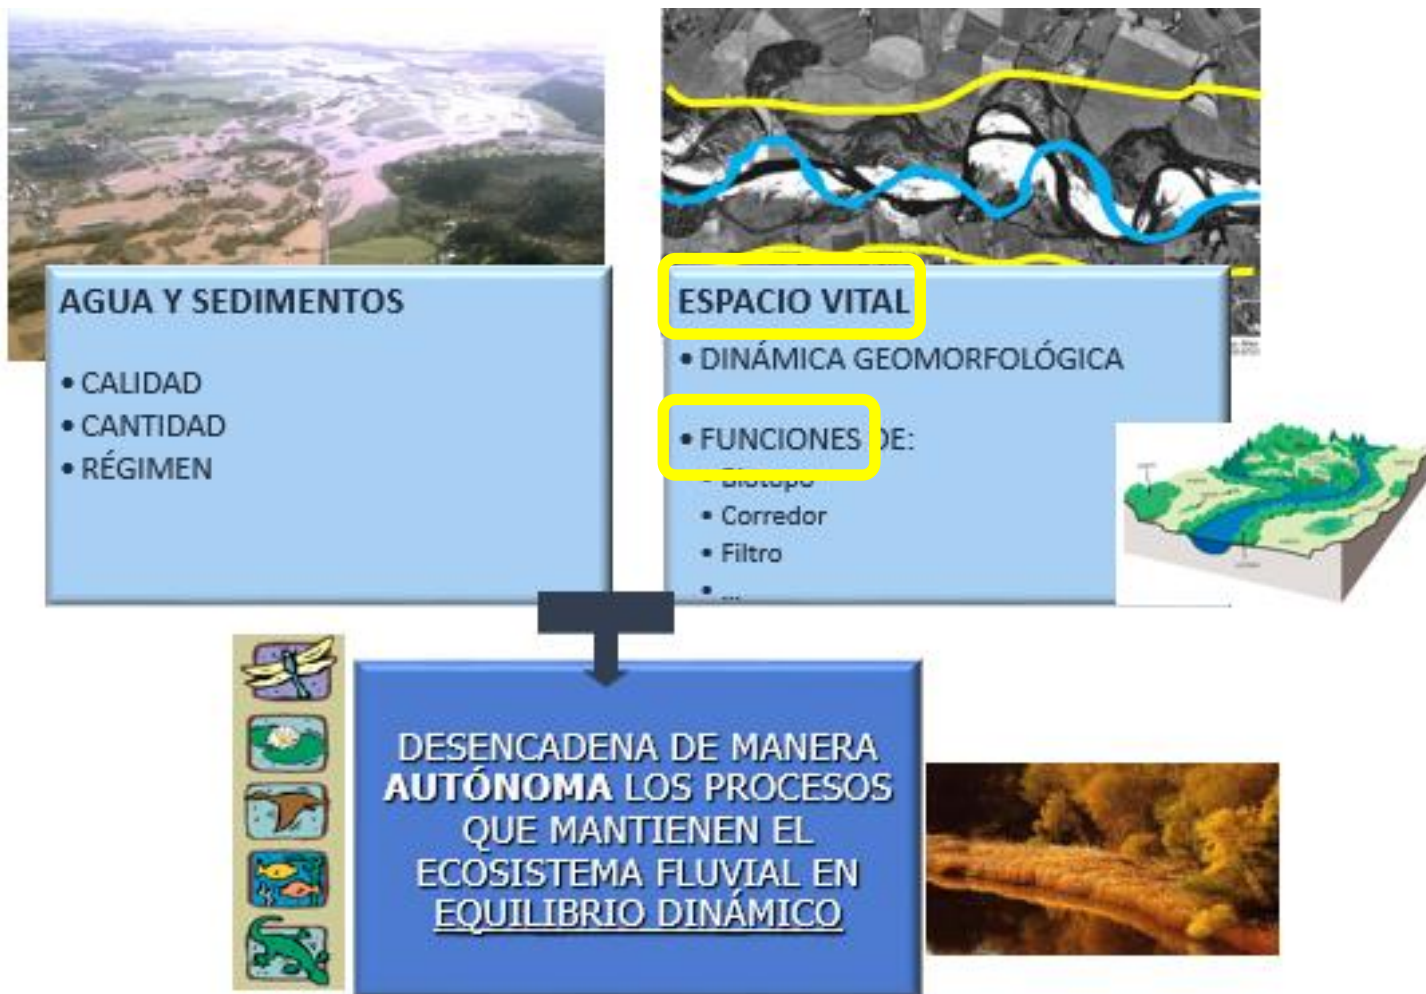 AGUA Y SEDIMENTOS
• CALIDAD
• CANTIDAD
• RÉGIMEN
ESPACIO VITAL
• DINÁMICA GEOMORFOLÓGICA
• FUNCIONES DE:
• Biotopo
• Corredor
• Filtro
• ...
DESENCADENA DE MANERA
AUTÓNOMA LOS PROCESOS
QUE MANTIENEN EL
ECOSISTEMA FLUVIAL EN
EQUILIBRIO DINÁMICO